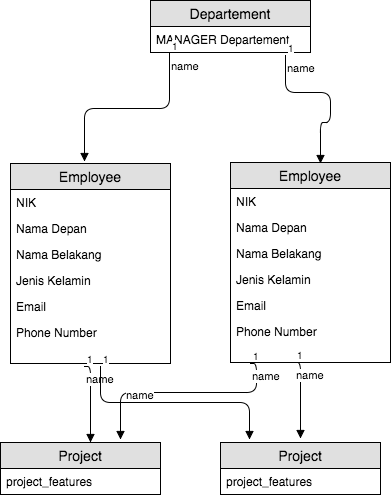 Departement
MANAGER Departement
1 1
name name
Employee
NIK
Nama Depan
Nama Belakang
Jenis Kelamin
Email
Phone Number
Employee
NIK
Nama Depan
Nama Belakang
Jenis Kelamin
Email
Phone Number
1 1 1 1
name name name
name
Project
project_features
Project
project_features